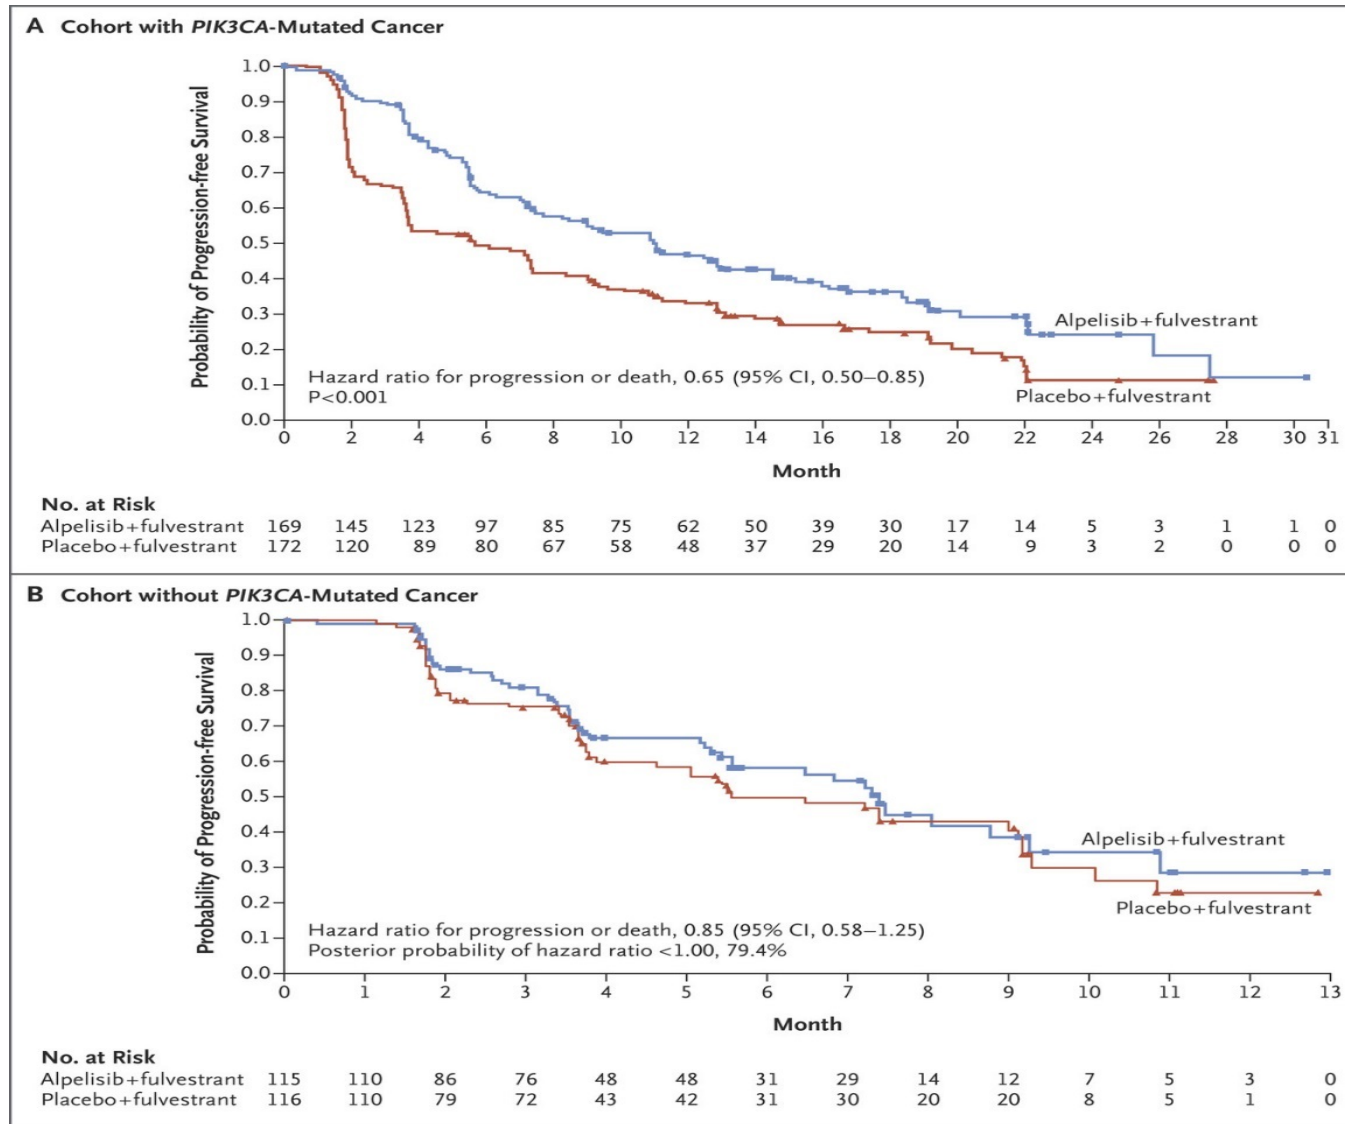 A Cohort with PIK3CA-Mutated Cancer
Probability of Progression-free Survival
1.0
0.9
0.8
0.7
0.6
0.5
0.4
0.3
0.2
0.1
0.0
Alpelisib+fulvestrant
Hazard ratio for progression or death, 0.65 (95% CI, 0.50–0.85)
P<0.001
Placebo+fulvestrant
0 2 4 6 8 10 12 14 16 18 20 22 24 26 28 30 31
Month
No. at Risk
Alpelisib+fulvestrant 169 145 123 97 85 75 62 50 39 30 17 14 5 3 1 1 0
Placebo+fulvestrant 172 120 89 80 67 58 48 37 29 20 14 9 3 2 0 0 0
B Cohort without PIK3CA-Mutated Cancer
Probability of Progression-free Survival
1.0
0.9
0.8
0.7
0.6
0.5
0.4
0.3
0.2
0.1
0.0
Alpelisib+fulvestrant
Placebo+fulvestrant
Hazard ratio for progression or death, 0.85 (95% CI, 0.58–1.25)
Posterior probability of hazard ratio <1.00, 79.4%
0 1 2 3 4 5 6 7 8 9 10 11 12 13
Month
No. at Risk
Alpelisib+fulvestrant 115 110 86 76 48 48 31 29 14 12 7 5 3 0
Placebo+fulvestrant 116 110 79 72 43 42 31 30 20 20 8 5 1 0